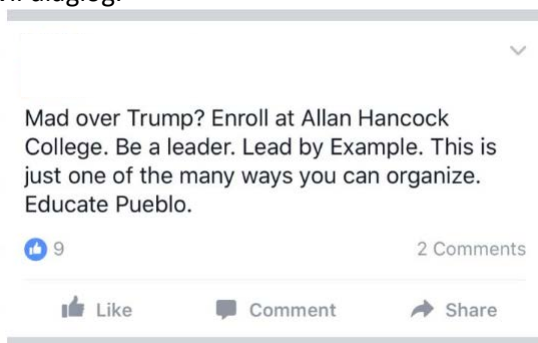 Mad over Trump? Enroll at Allan Hancock
College. Be a leader. Lead by Example. This is
just one of the many ways you can organize.
Educate Pueblo.
9 2 Comments
Like Comment Share